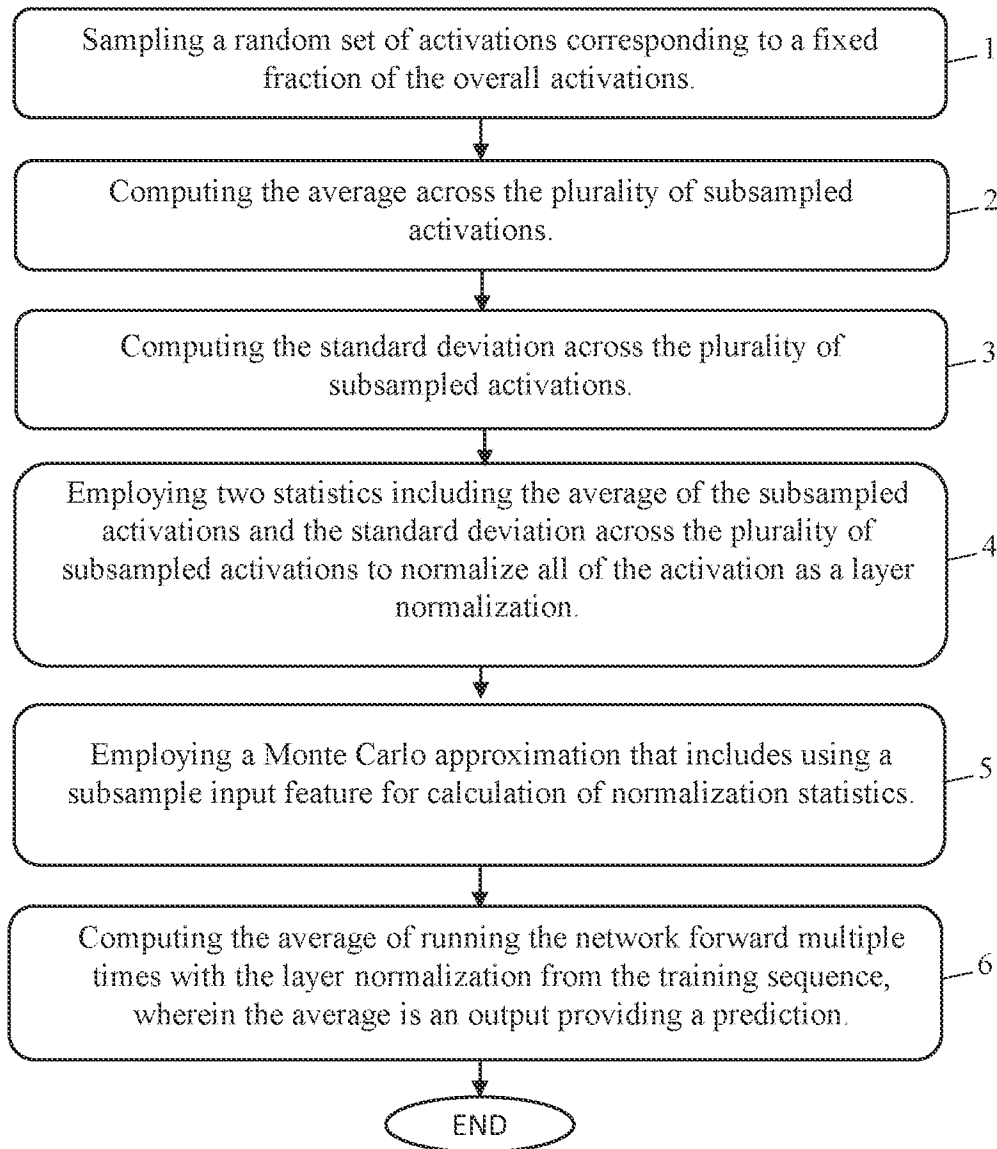 Sampling a random set of activations corresponding to a fixed
fraction of the overall activations.
1
Computing the average across the plurality of subsampled
activations.
2
Computing the standard deviation across the plurality of
subsampled activations.
3
Employing two statistics including the average of the subsampled
activations and the standard deviation across the plurality of
subsampled activations to normalize all of the activation as a layer
normalization.
4
Employing a Monte Carlo approximation that includes using a
subsample input feature for calculation of normalization statistics.
5
Computing the average of running the network forward multiple
times with the layer normalization from the training sequence,
wherein the average is an output providing a prediction.
6
END